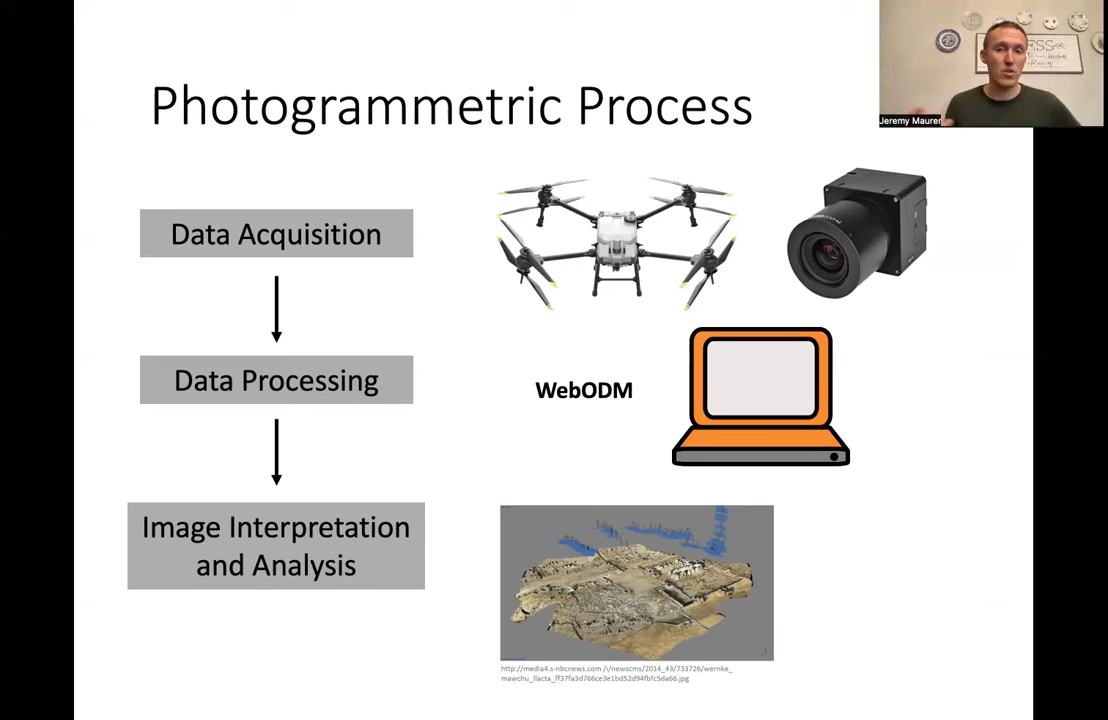 Photogrammetric Process
Jeremy Maurer
Data Acquisition
Data Processing
WebODM
Image Interpretation
and Analysis
http://media4.s-nbcnews.com /i/newscms/2014_43/733726/wernke_
mawchu_llacta_ff37fa3d766ce3e1bd52d94fbfc5da66.jpg